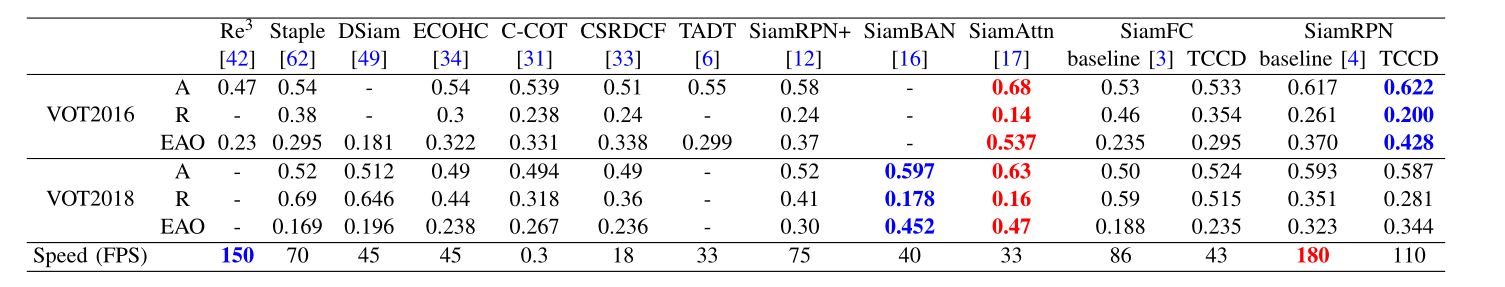 Re3 Staple DSiam ECOHC C-COT CSRDCF TADT SiamRPN+ SiamBAN SiamAttn SiamFC SiamRPN
[42] [62] [49] [34] [31] [33] [6] [12] [16] [17] baseline [3] TCCD baseline [4] TCCD
A 0.47 0.54 - 0.54 0.539 0.51 0.55 0.58 - 0.68 0.53 0.533 0.617 0.622
VOT2016 R - 0.38 - 0.3 0.238 0.24 - 0.24 - 0.14 0.46 0.354 0.261 0.200
EAO 0.23 0.295 0.181 0.322 0.331 0.338 0.299 0.37 - 0.537 0.235 0.295 0.370 0.428
A - 0.52 0.512 0.49 0.494 0.49 - 0.52 0.597 0.63 0.50 0.524 0.593 0.587
VOT2018 R - 0.69 0.646 0.44 0.318 0.36 - 0.41 0.178 0.16 0.59 0.515 0.351 0.281
EAO - 0.169 0.196 0.238 0.267 0.236 - 0.30 0.452 0.47 0.188 0.235 0.323 0.344
Speed (FPS) 150 70 45 45 0.3 18 33 75 40 33 86 43 180 110